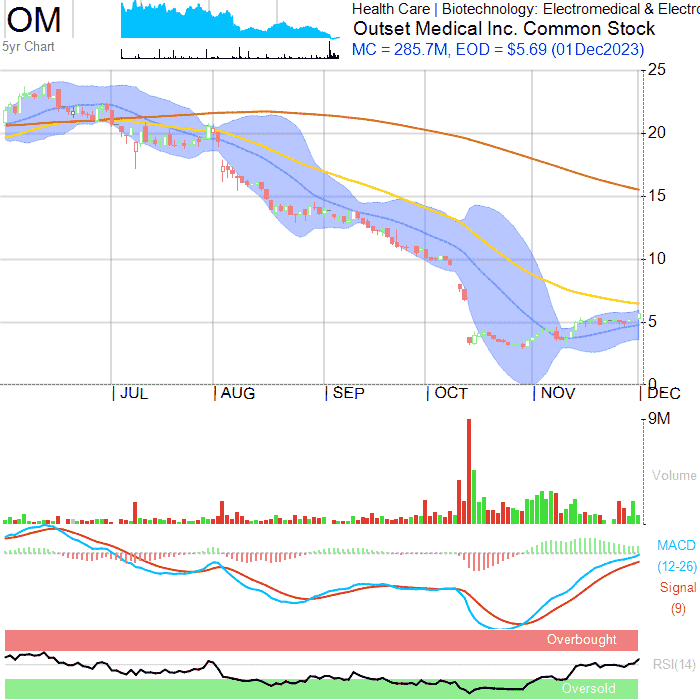 OM
5yr Chart
Health Care | Biotechnology: Electromedical & Electro
Outset Medical Inc. Common Stock
MC = 285.7M, EOD = $5.69 (01Dec2023)
25
20
15
10
5
0
| JUL | AUG | SEP | OCT | NOV | DEC
9M
Volume
MACD
(12-26)
Signal
(9)
Overbought
RSI(14)
Oversold